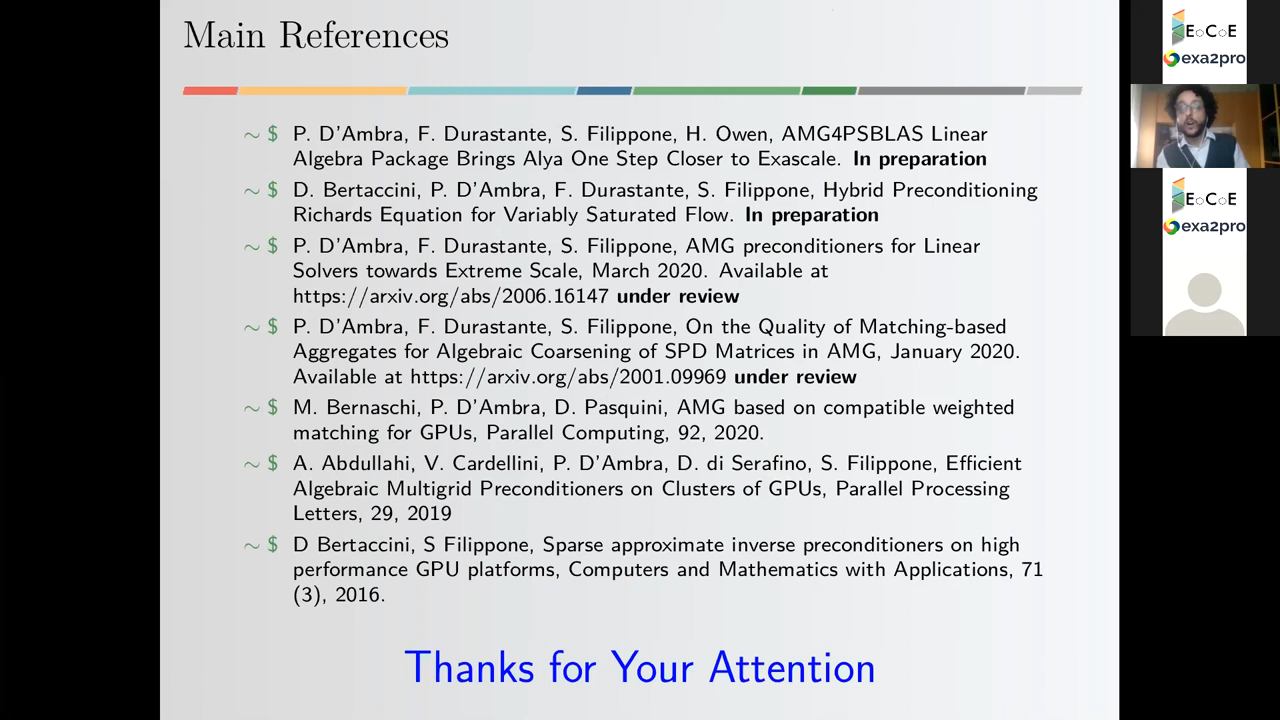 Main References
~ $ P. D'Ambra, F. Durastante, S. Filippone, H. Owen, AMG4PSBLAS Linear
Algebra Package Brings Alya One Step Closer to Exascale. In preparation
~ $ D. Bertaccini, P. D'Ambra, F. Durastante, S. Filippone, Hybrid Preconditioning
Richards Equation for Variably Saturated Flow. In preparation
~ $ P. D'Ambra, F. Durastante, S. Filippone, AMG preconditioners for Linear
Solvers towards Extreme Scale, March 2020. Available at
https://arxiv.org/abs/2006.16147 under review
~ $ P. D'Ambra, F. Durastante, S. Filippone, On the Quality of Matching-based
Aggregates for Algebraic Coarsening of SPD Matrices in AMG, January 2020.
Available at https://arxiv.org/abs/2001.09969 under review
~ $ M. Bernaschi, P. D'Ambra, D. Pasquini, AMG based on compatible weighted
matching for GPUs, Parallel Computing, 92, 2020.
~ $ A. Abdullahi, V. Cardellini, P. D'Ambra, D. di Serafino, S. Filippone, Efficient
Algebraic Multigrid Preconditioners on Clusters of GPUs, Parallel Processing
Letters, 29, 2019
~ $ D Bertaccini, S Filippone, Sparse approximate inverse preconditioners on high
performance GPU platforms, Computers and Mathematics with Applications, 71
(3), 2016.
Thanks for Your Attention
EoCoE
exa2pro
EoCoE
exa2pro